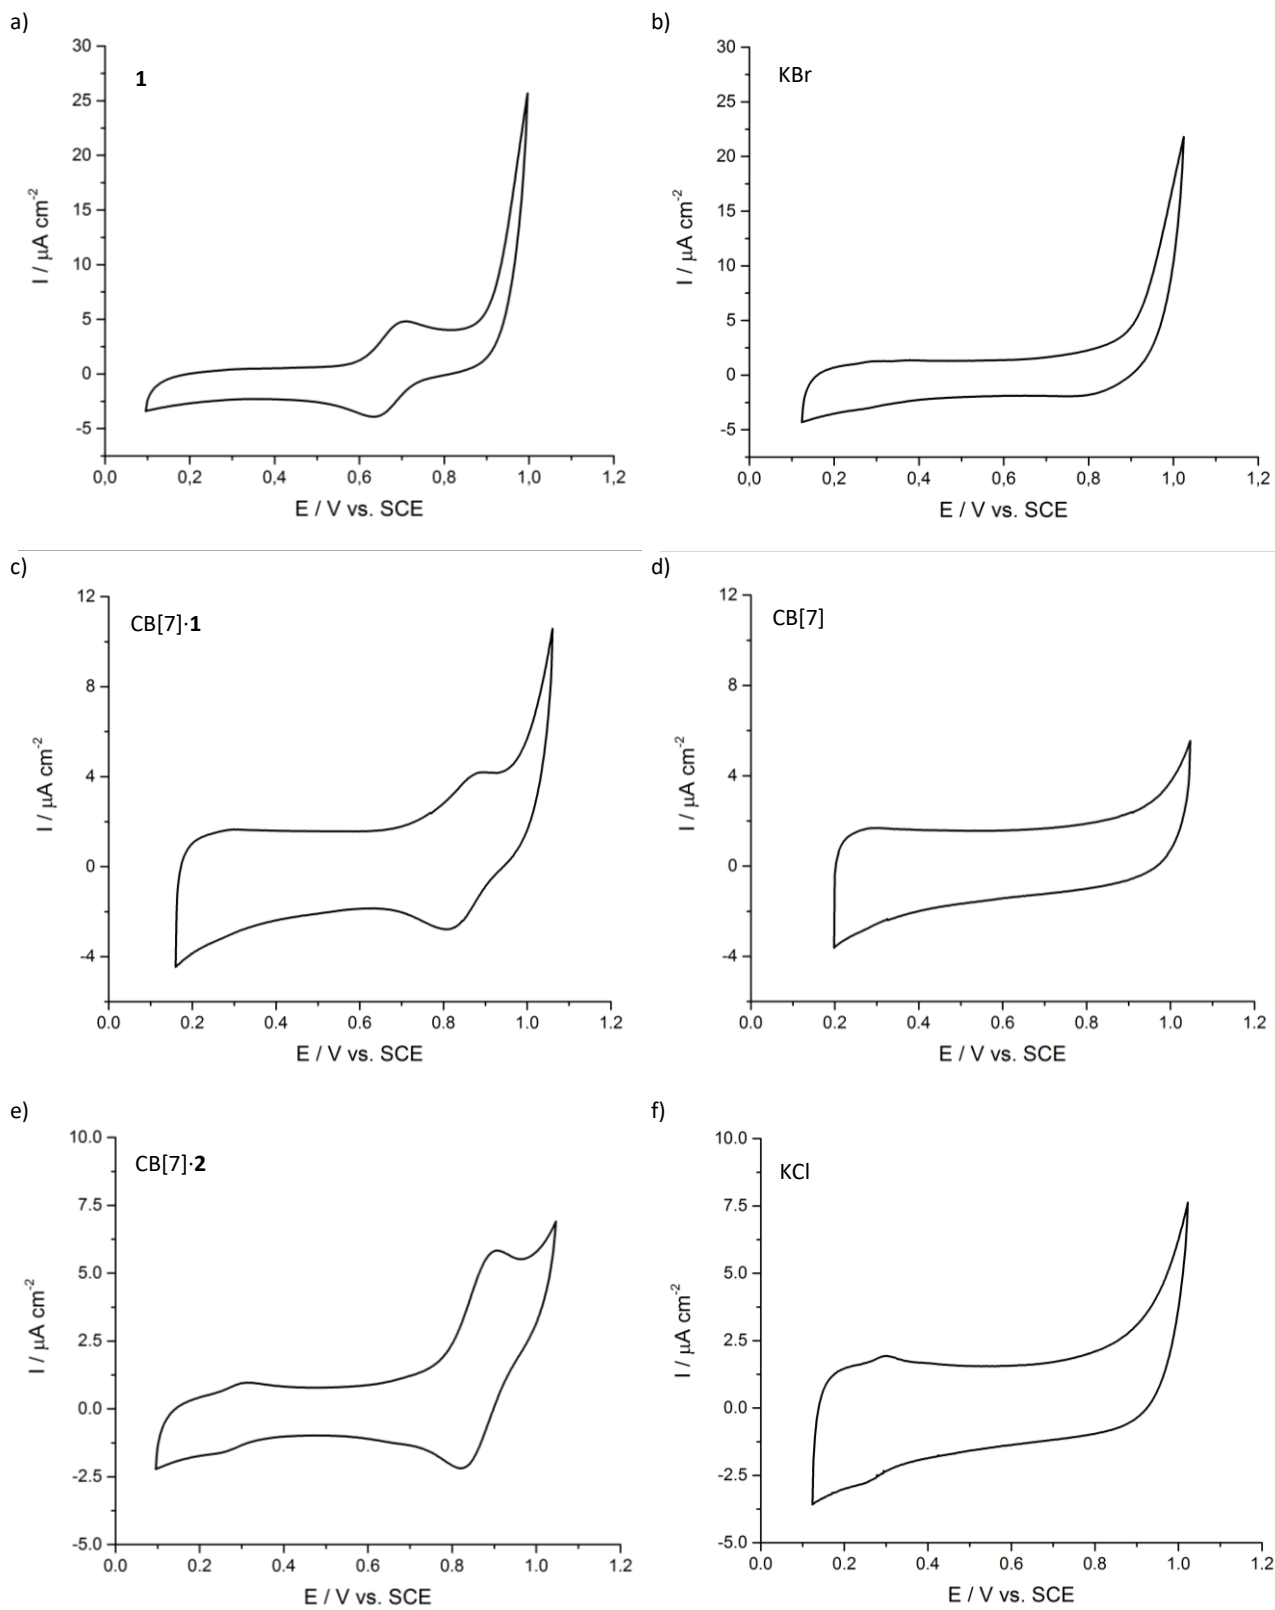 a)
1
30
25
20
15
10
5
0
-5
I / μA cm-2
0,0 0,2 0,4 0,6 0,8 1,0 1,2
E / V vs. SCE
b)
KBr
30
25
20
15
10
5
0
-5
I / μA cm-2
0,0 0,2 0,4 0,6 0,8 1,0 1,2
E / V vs. SCE
c)
CB[7]·1
12
8
4
0
-4
I / μA cm-2
0.0 0.2 0.4 0.6 0.8 1.0 1.2
E / V vs. SCE
d)
CB[7]
12
8
4
0
-4
I / μA cm-2
0.0 0.2 0.4 0.6 0.8 1.0 1.2
E / V vs. SCE
e)
CB[7]·2
10.0
7.5
5.0
2.5
0.0
-2.5
-5.0
I / μA cm-2
0.0 0.2 0.4 0.6 0.8 1.0 1.2
E / V vs. SCE
f)
KCl
10.0
7.5
5.0
2.5
0.0
-2.5
-5.0
I / μA cm-2
0.0 0.2 0.4 0.6 0.8 1.0 1.2
E / V vs. SCE